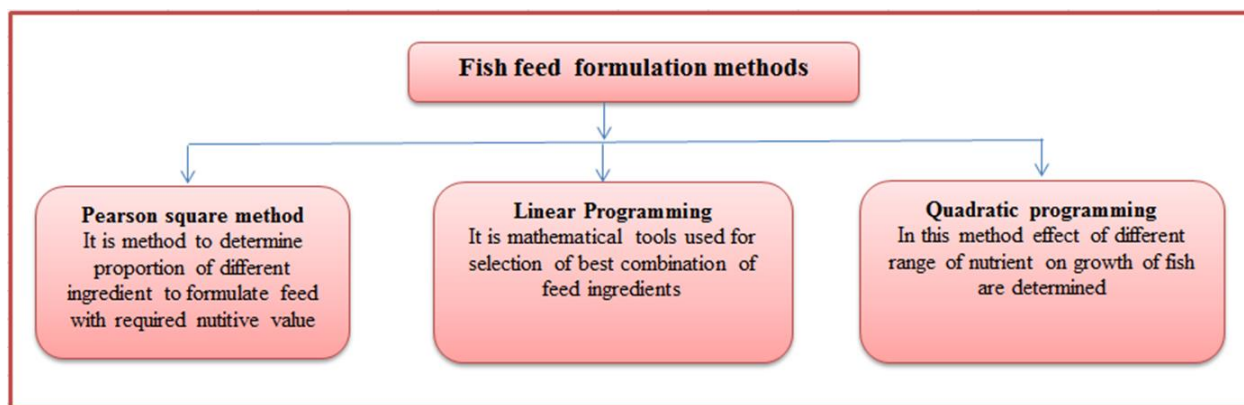 Fish feed formulation methods
Pearson square method
It is method to determine
proportion of different
ingredient to formulate feed
with required nutitive value
Linear Programming
It is mathematical tools used for
selection of best combination of
feed ingredients
Quadratic programming
In this method effect of different
range of nutrient on growth of fish
are determined